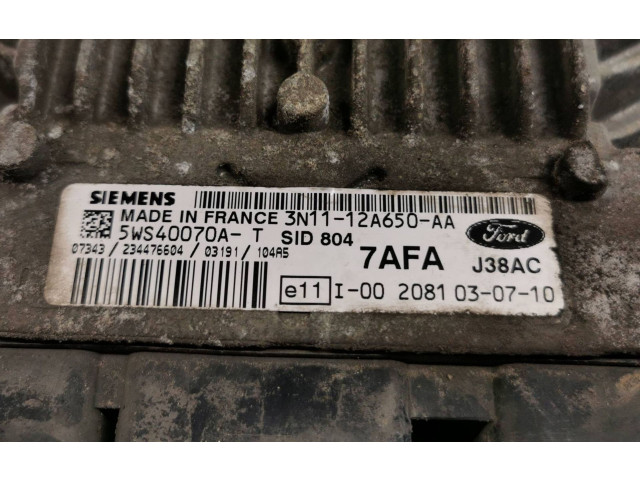 SIEMENS
MADE IN FRANCE 3N11-12A650-AA
5WS40070A- T SID 804
07343 / 234476604 / 03191 / 104A5
7AFA
Ford
J38AC
e11 I-00 2081 03-07-10